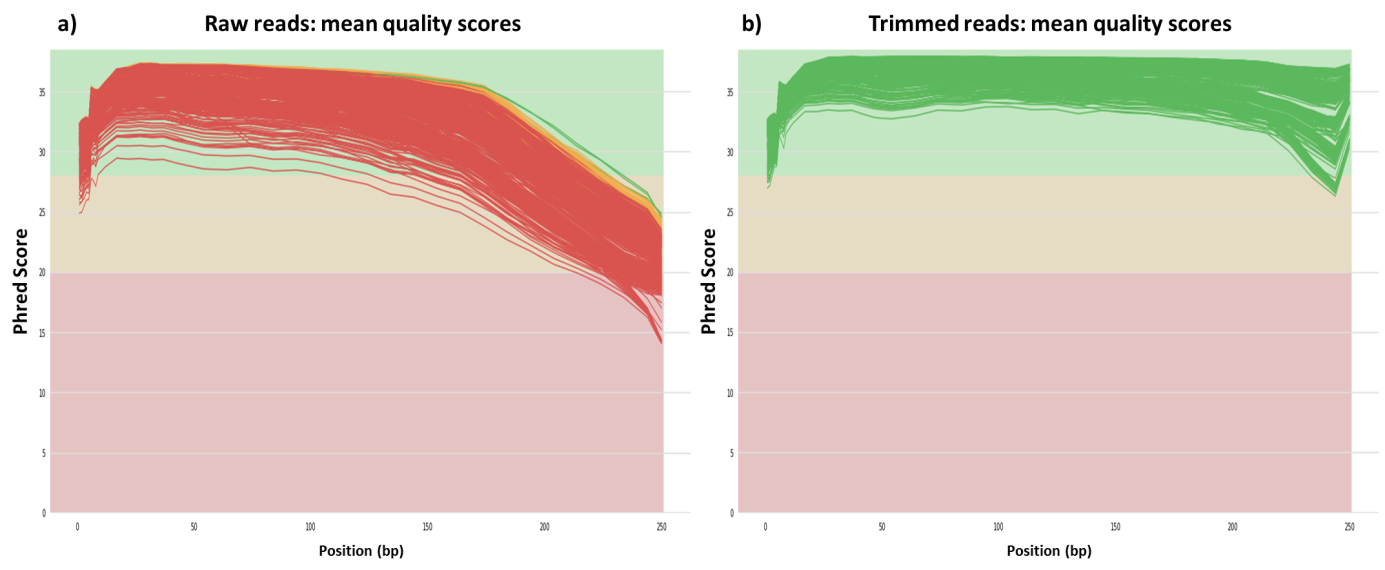 a) Raw reads: mean quality scores
Phred Score
35
30
25
20
15
10
5
0
0 50 100 150 200 250
Position (bp)
b) Trimmed reads: mean quality scores
Phred Score
35
30
25
20
15
10
5
0
0 50 100 150 200 250
Position (bp)